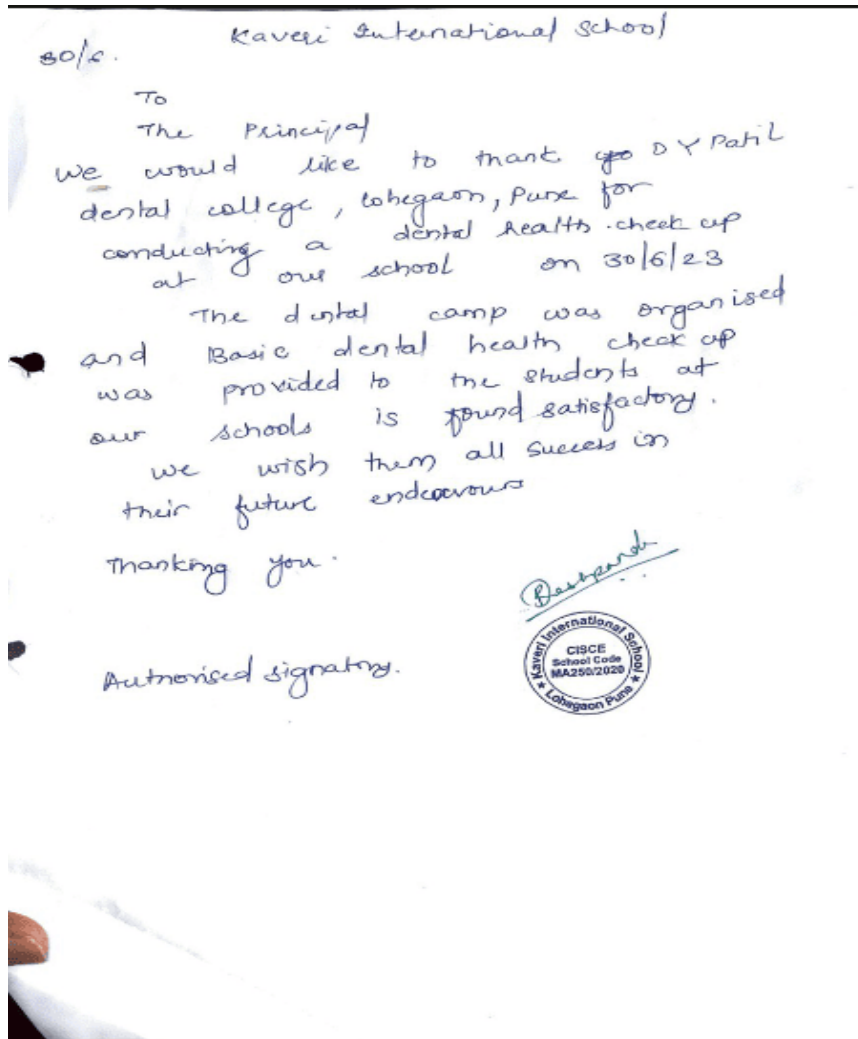 Kaveri International School
30/6.
To
The Principal
We would like to thank D Y Patil
dental college, Lohegaon, Pune for
conducting a dental health check up
at our school on 30/6/23
The dental camp was organised
and Basic dental health check up
was provided to the students at
our schools is found satisfactory.
we wish them all success in
their future endeavours
Thanking you.
Authorised signatory.
Kaveri International School
CISCE
School Code
MA250/2020
Lohagaon Pune